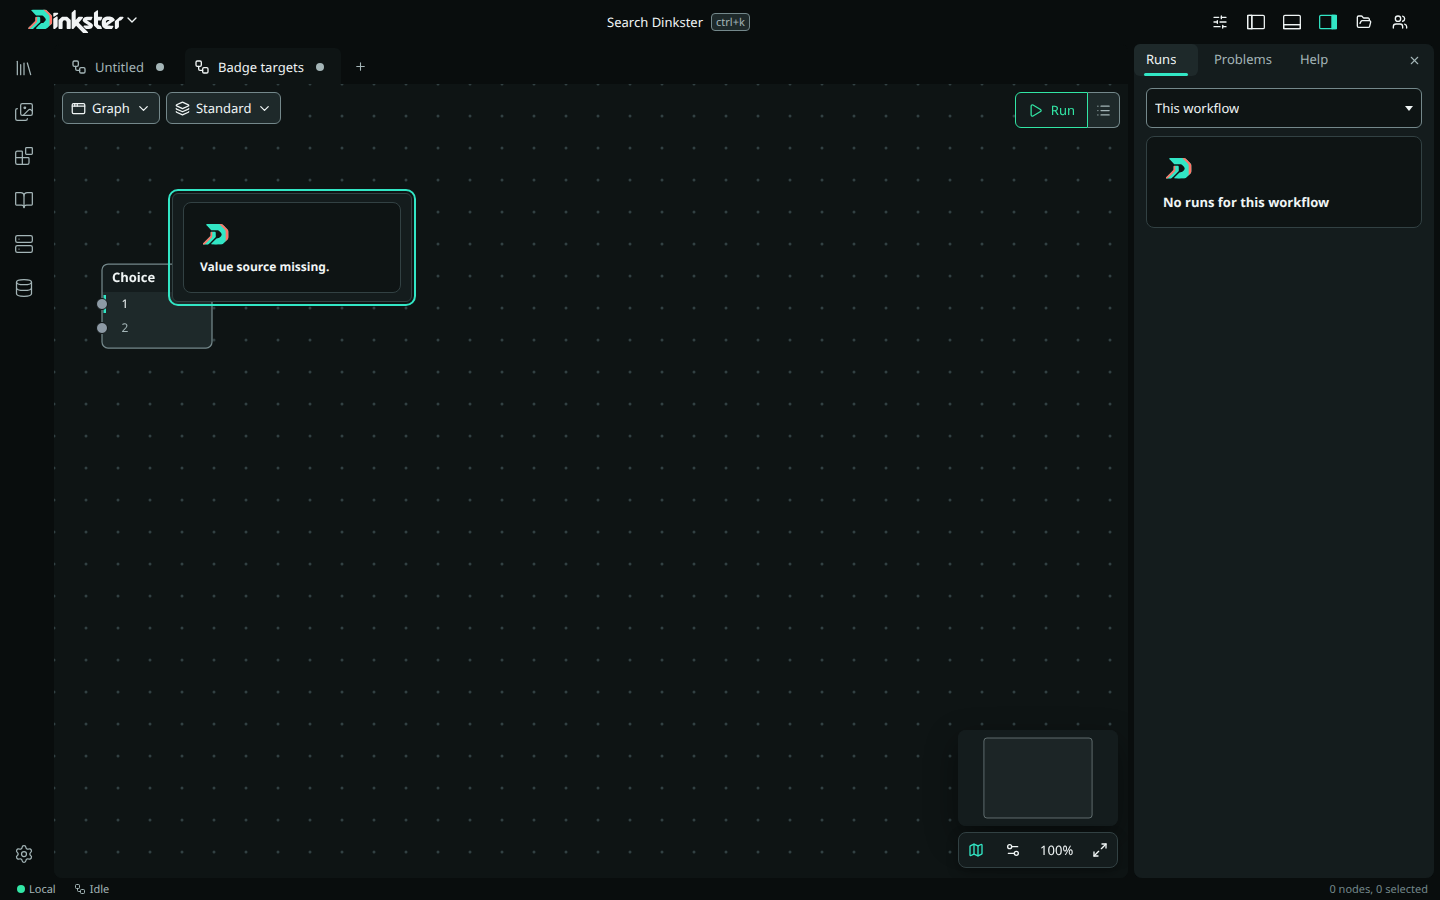 Dinkster
Search Dinkster ctrl+k
Untitled
Badge targets
Runs
Problems
Help
Graph
Standard
Run
This workflow
No runs for this workflow
Value source missing.
Choice
1
2
100%
Local
Idle
0 nodes, 0 selected